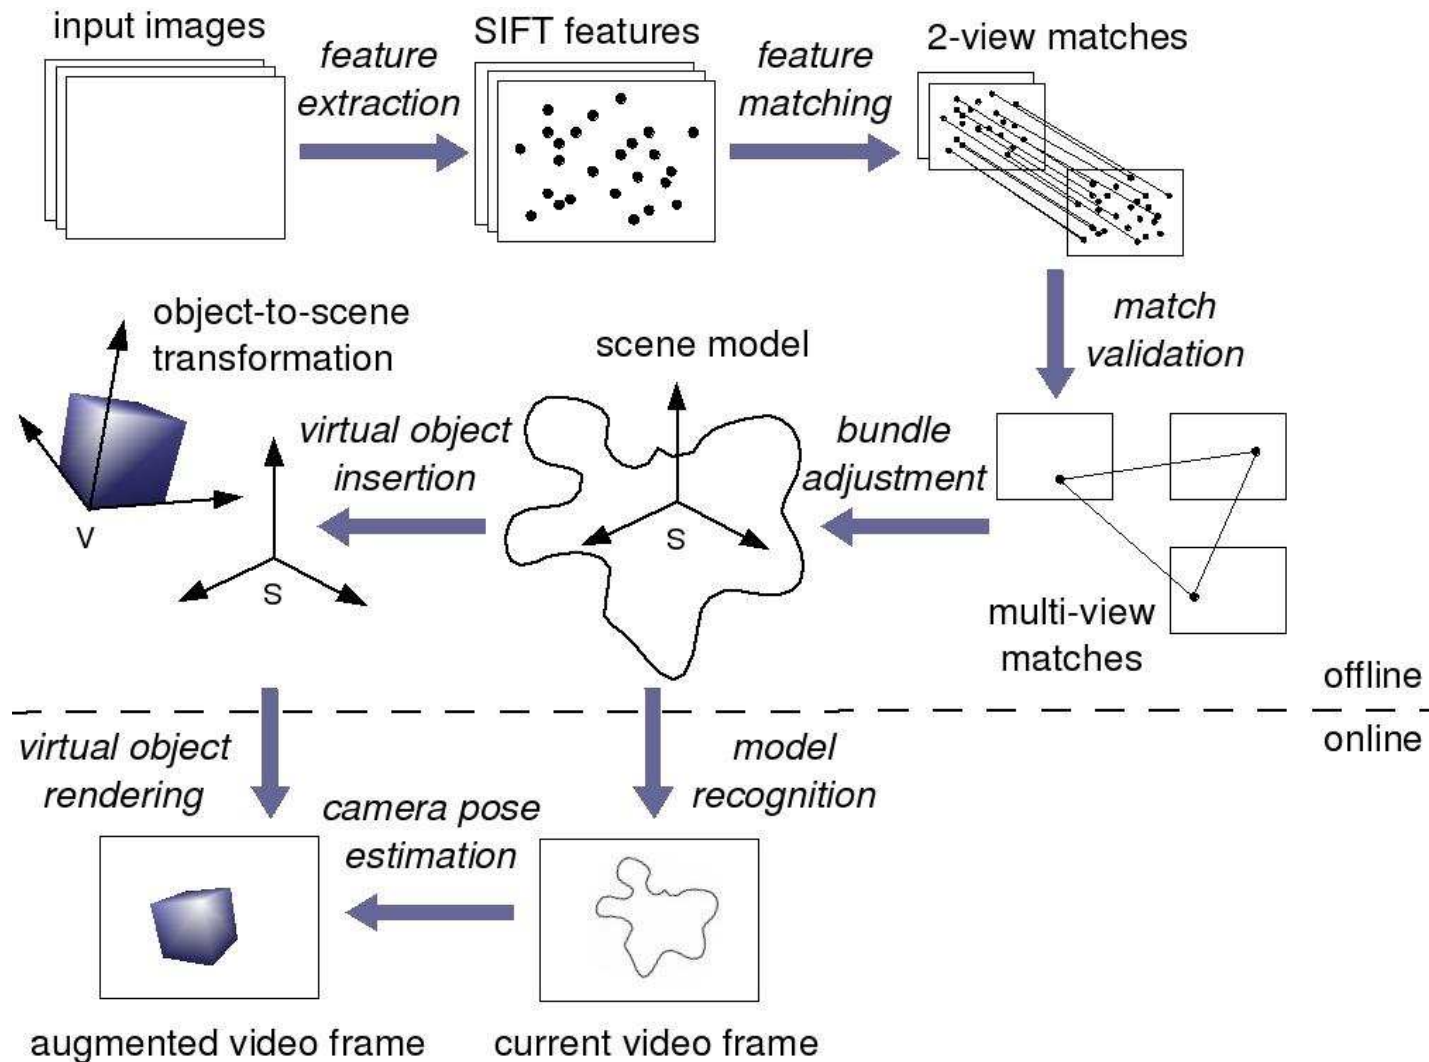 input images
feature
extraction
SIFT features
feature
matching
2-view matches
match
validation
object-to-scene
transformation
scene model
virtual object
insertion
bundle
adjustment
V
S
S
multi-view
matches
offline
online
virtual object
rendering
camera pose
estimation
model
recognition
augmented video frame
current video frame